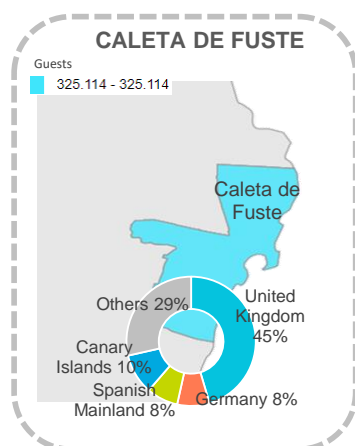 CALETA DE FUSTE
Guests
325.114 - 325.114
Caleta de
Fuste
Others 29%
United
Kingdom
45%
Canary
Islands 10%
Spanish
Mainland 8%
Germany 8%